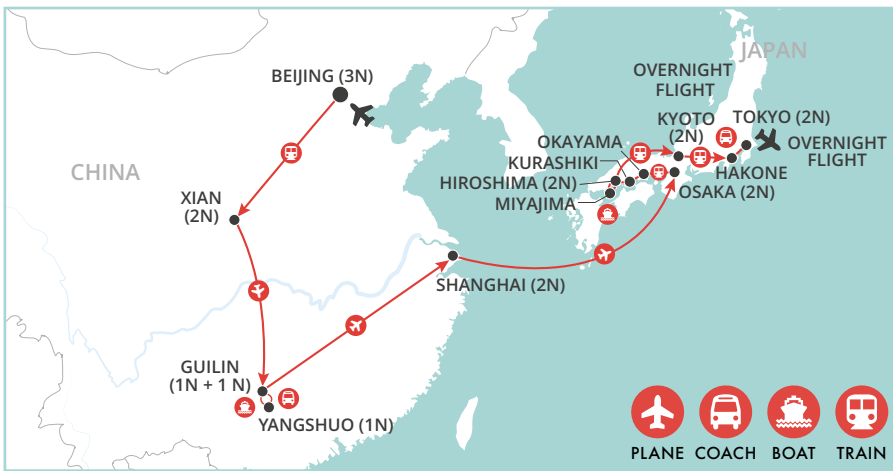 JAPAN
BEIJING (3N)
OVERNIGHT
FLIGHT
TOKYO (2N)
KYOTO
(2N)
OVERNIGHT
FLIGHT
OKAYAMA
KURASHIKI
HAKONE
HIROSHIMA (2N)
OSAKA (2N)
MIYAJIMA
CHINA
XIAN
(2N)
SHANGHAI (2N)
GUILIN
(1N + 1 N)
YANGSHUO (1N)
PLANE COACH BOAT TRAIN